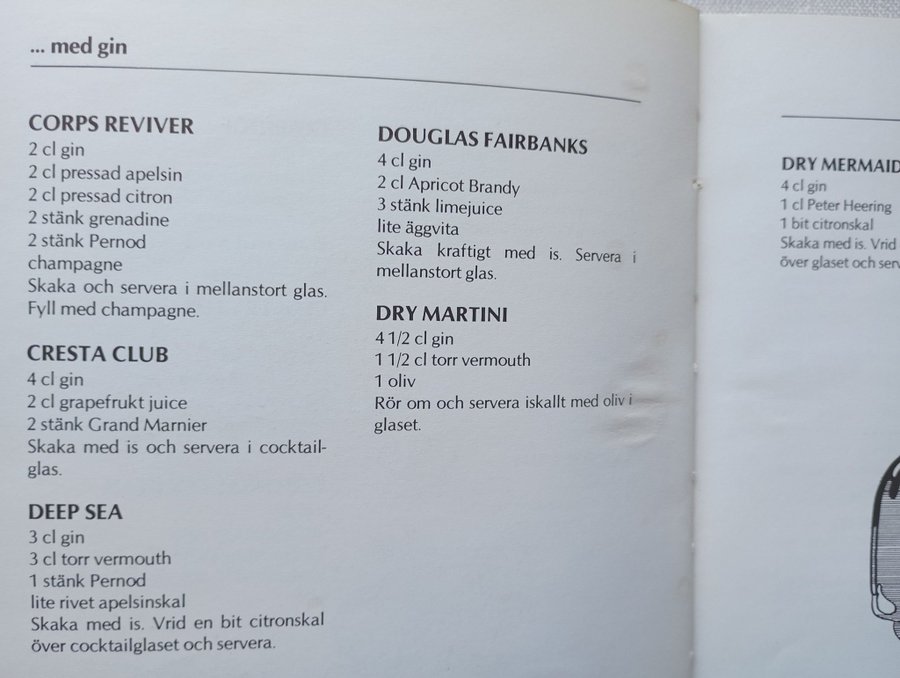 ... med gin
CORPS REVIVER
2 cl gin
2 cl pressad apelsin
2 cl pressad citron
2 stänk grenadine
2 stänk Pernod
champagne
Skaka och servera i mellanstort glas.
Fyll med champagne.
CRESTA CLUB
4 cl gin
2 cl grapefrukt juice
2 stänk Grand Marnier
Skaka med is och servera i cocktail-
glas.
DEEP SEA
3 cl gin
3 cl torr vermouth
1 stänk Pernod
lite rivet apelsinskal
Skaka med is. Vrid en bit citronskal
över cocktailglaset och servera.
DOUGLAS FAIRBANKS
4 cl gin
2 cl Apricot Brandy
3 stänk limejuice
lite äggvita
Skaka kraftigt med is. Servera i
mellanstort glas.
DRY MARTINI
4 1/2 cl gin
1 1/2 cl torr vermouth
1 oliv
Rör om och servera iskallt med oliv i
glaset.
DRY MERMAID
4 cl gin
1 cl Peter Heering
1 bit citronskal
Skaka med is. Vrid
över glaset och